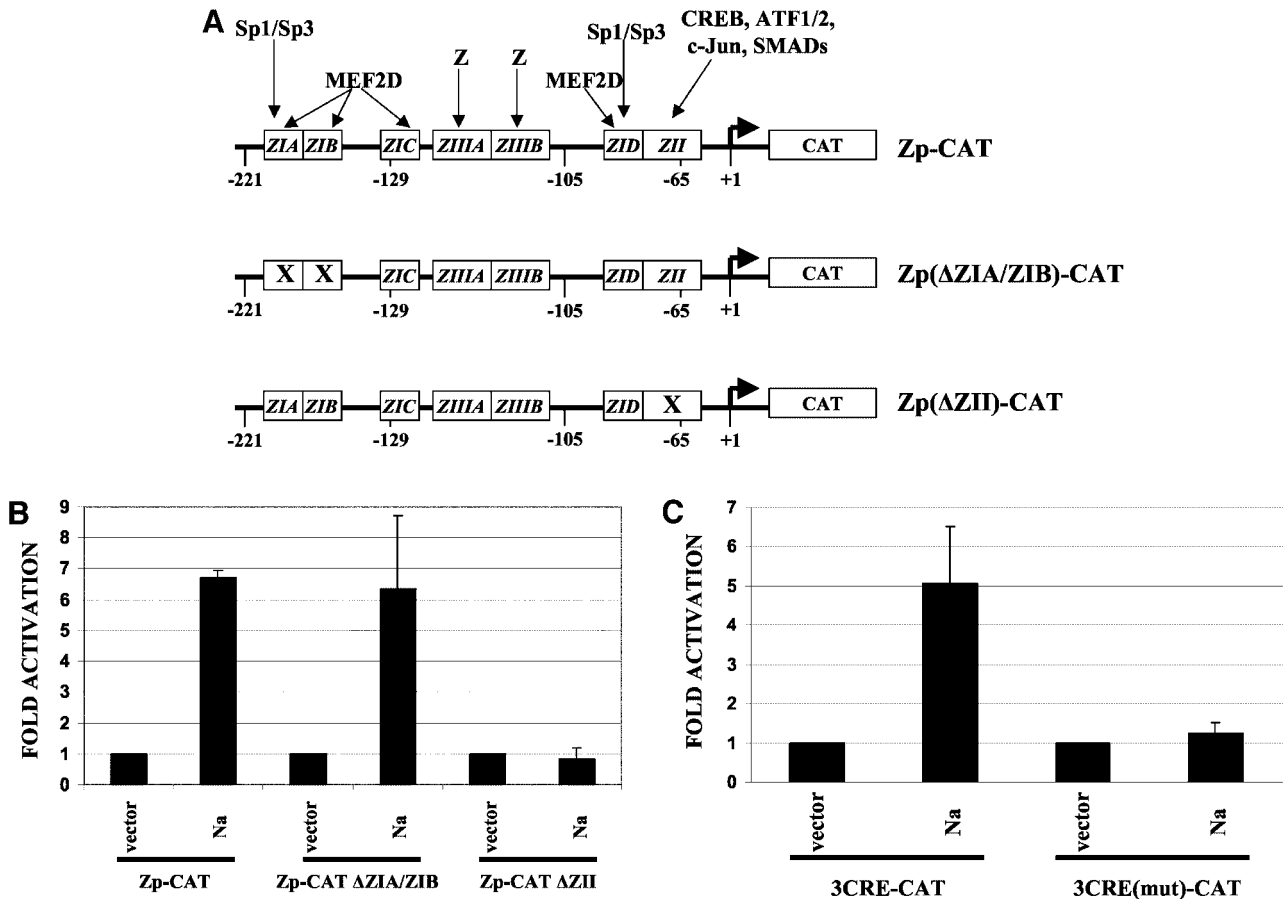 A
Sp1/Sp3
MEF2D
Z
Z
MEF2D
Sp1/Sp3
CREB, ATF1/2,
c-Jun, SMADs
ZIA ZIB ZIC ZIIIA ZIIIB ZID ZII CAT Zp-CAT
-221 -129 -105 -65 +1
X X ZIC ZIIIA ZIIIB ZID ZII CAT Zp(ΔZIA/ZIB)-CAT
-221 -129 -105 -65 +1
ZIA ZIB ZIC ZIIIA ZIIIB ZID X CAT Zp(ΔZII)-CAT
-221 -129 -105 -65 +1
B
FOLD ACTIVATION
9
8
7
6
5
4
3
2
1
0
vector Na vector Na vector Na
Zp-CAT Zp-CAT ΔZIA/ZIB Zp-CAT ΔZII
C
FOLD ACTIVATION
7
6
5
4
3
2
1
0
vector Na vector Na
3CRE-CAT 3CRE(mut)-CAT